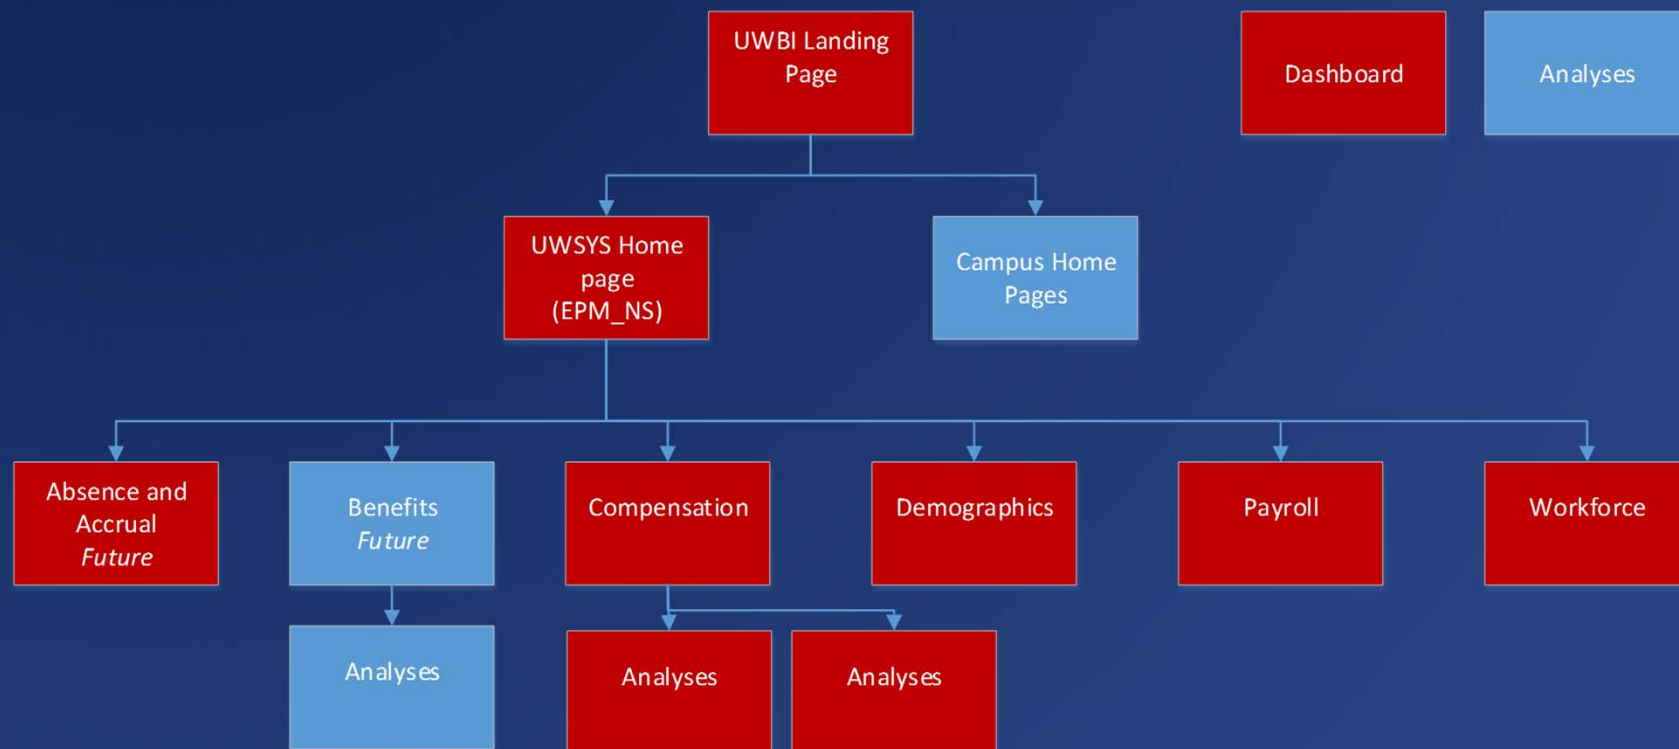 UWBI Landing
Page
Dashboard
Analyses
UWSYS Home
page
(EPM_NS)
Campus Home
Pages
Absence and
Accrual
Future
Benefits
Future
Compensation
Demographics
Payroll
Workforce
Analyses
Analyses
Analyses